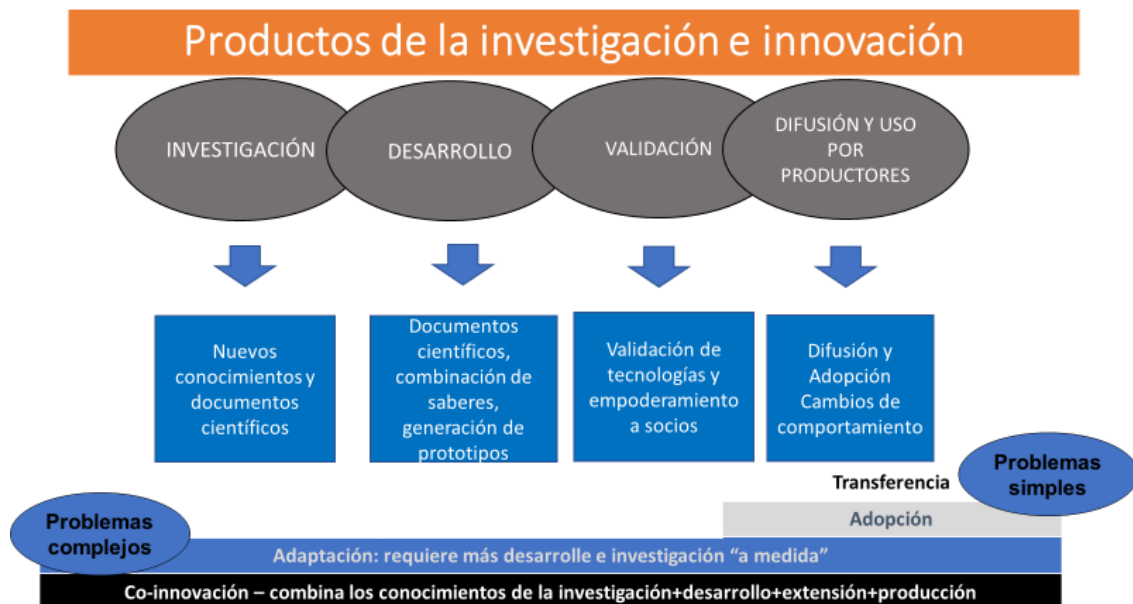 Productos de la investigación e innovación
INVESTIGACIÓN
DESARROLLO
VALIDACIÓN
DIFUSIÓN Y USO
POR
PRODUCTORES
Nuevos
conocimientos y
documentos
científicos
Documentos
científicos,
combinación de
saberes,
generación de
prototipos
Validación de
tecnologías y
empoderamiento
a socios
Difusión y
Adopción
Cambios de
comportamiento
Problemas
simples
Transferencia
Adopción
Problemas
complejos
Adaptación: requiere más desarrolle e investigación “a medida”
Co-innovación – combina los conocimientos de la investigación+desarrollo+extensión+producción